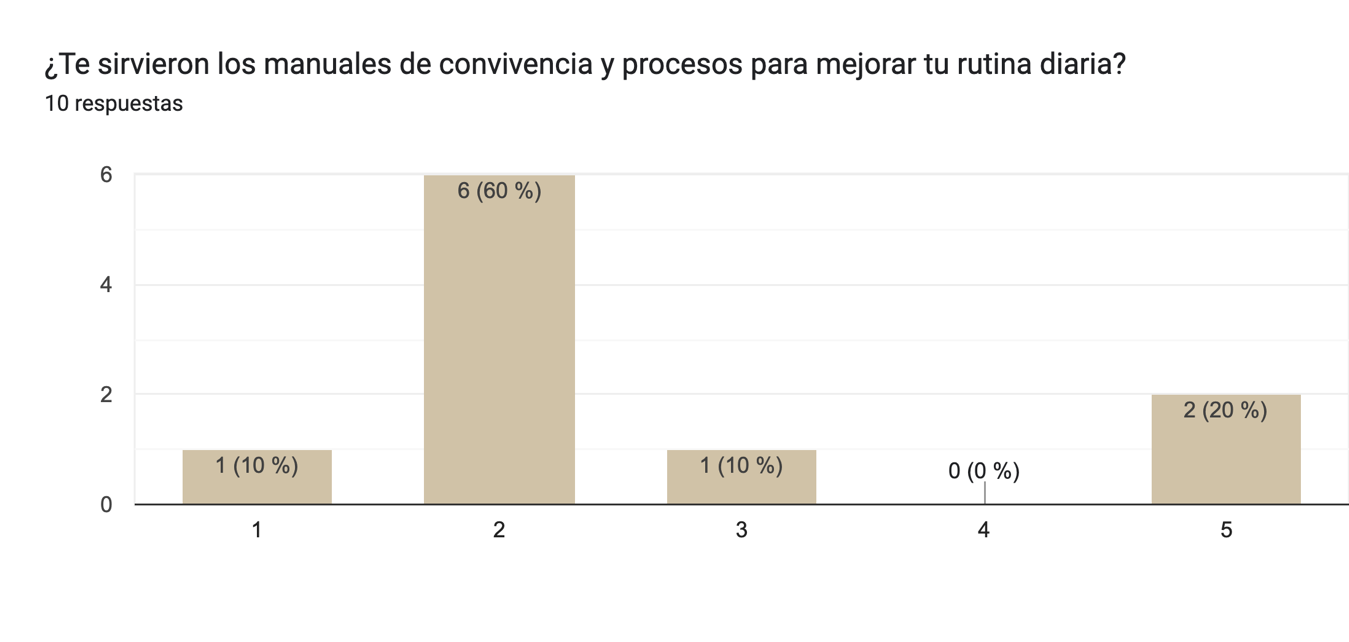 ¿Te sirvieron los manuales de convivencia y procesos para mejorar tu rutina diaria?
10 respuestas
6
6 (60 %)
4
2
2 (20 %)
1 (10 %)
1 (10 %)
0 (0 %)
0
1
2
3
4
5